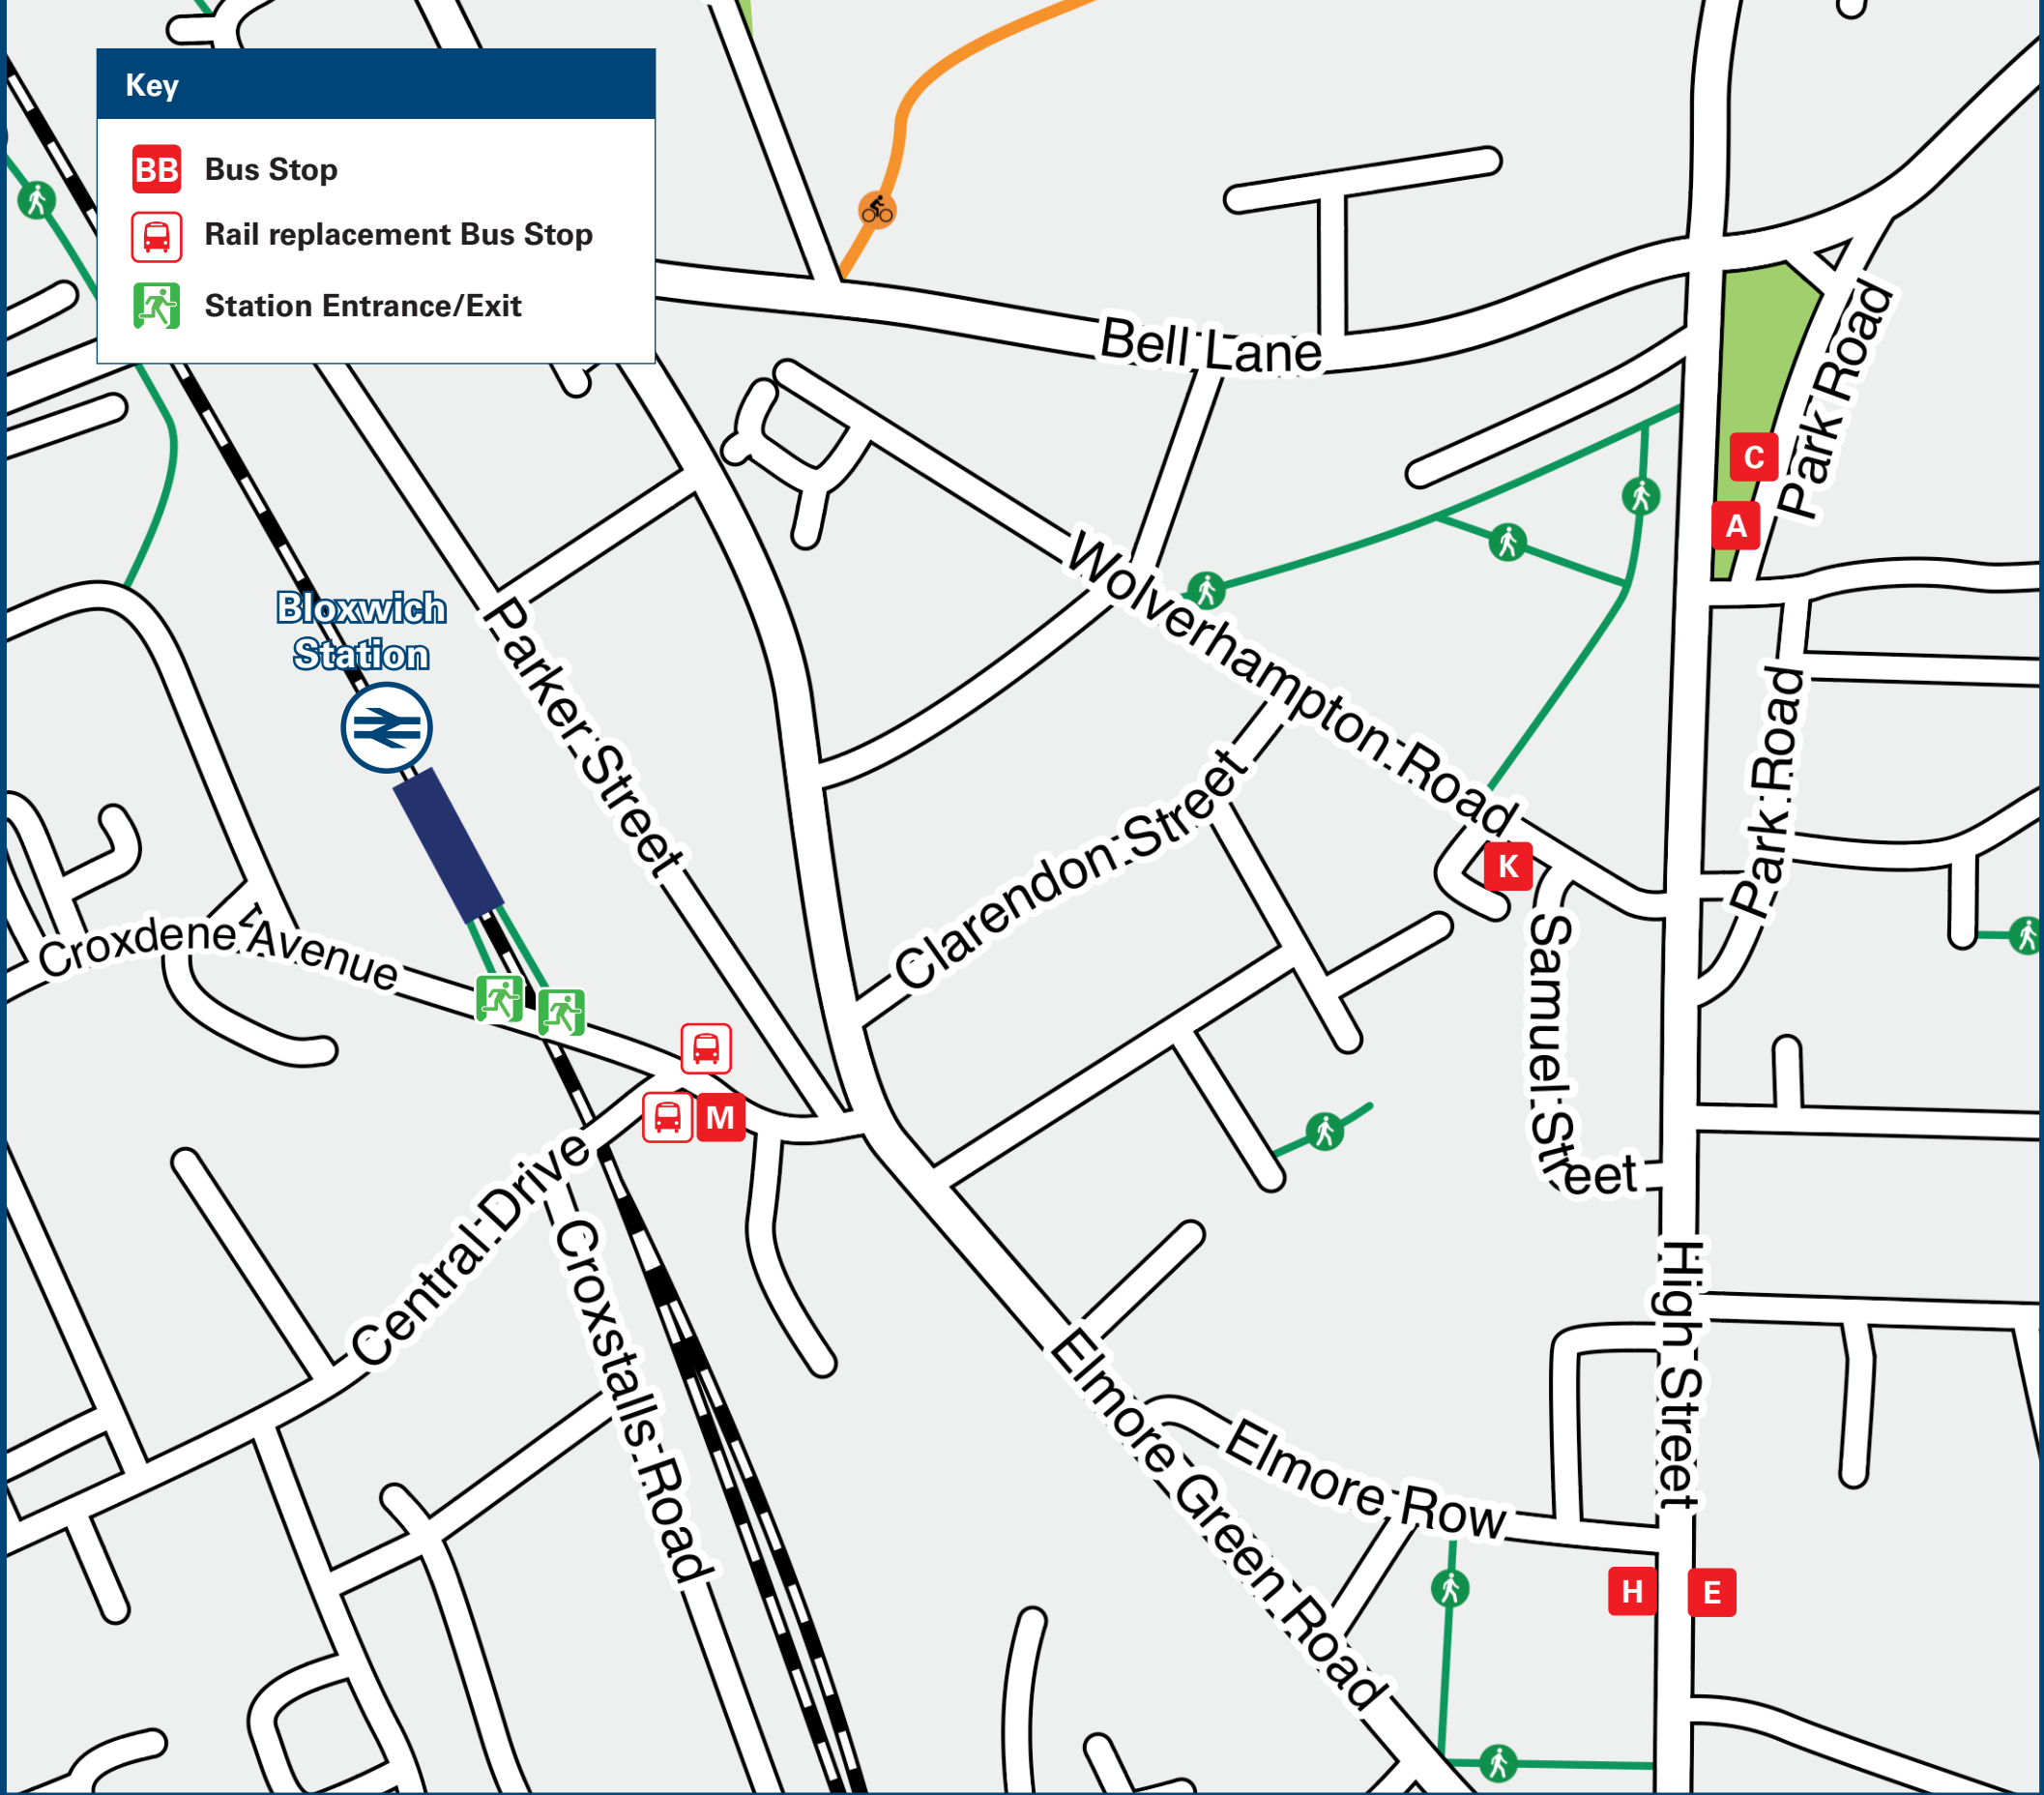 Key
BB Bus Stop
Rail replacement Bus Stop
Station Entrance/Exit
Bell Lane
Park Road
C
A
Wolverhampton Road
Bloxwich
Station
Parker Street
Park Road
Clarendon Street
K
Croxdene Avenue
Samuel Street
M
Central Drive
Croxstalls Road
High Street
Elmore Green Road
Elmore Row
H
E